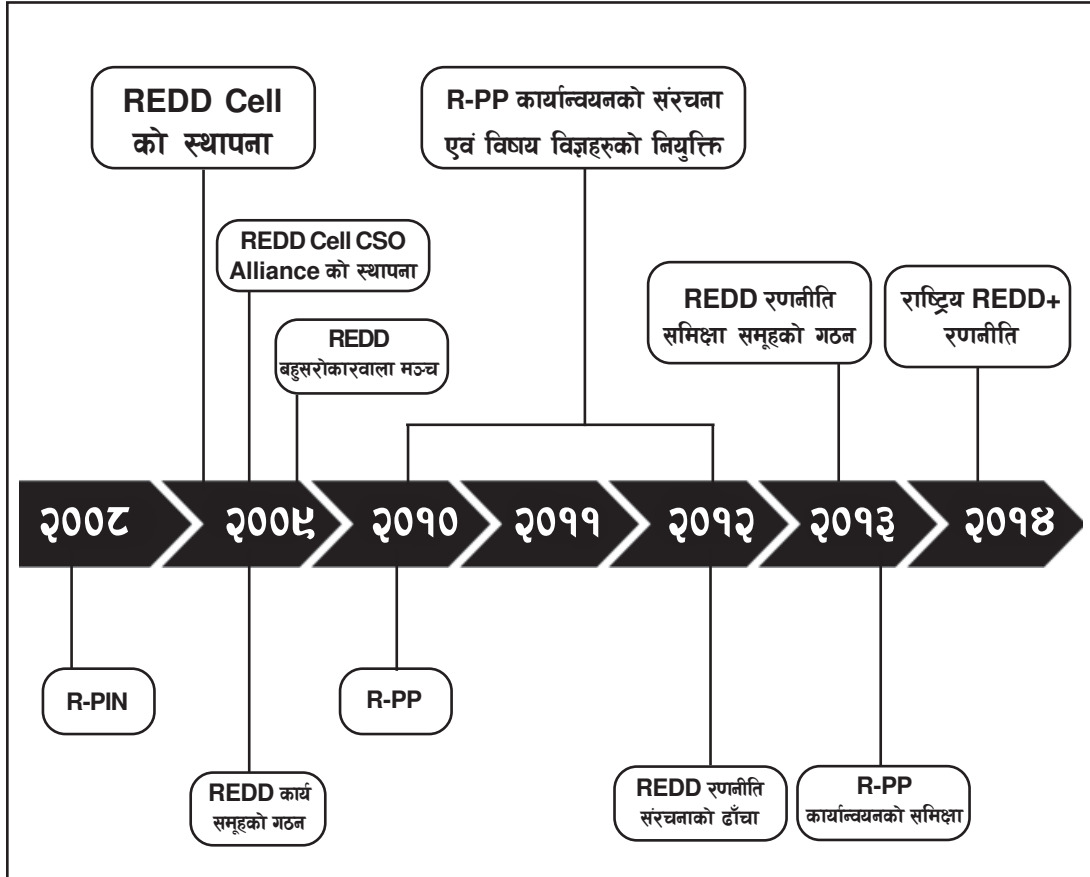 REDD Cell
को स्थापना
R-PP कार्यान्वयनको संरचना
एवं विषय विज्ञहरुको नियुक्ति
REDD Cell CSO
Alliance को स्थापना
REDD
बहुसरोकारवाला मञ्च
REDD रणनीति
समिक्षा समूहको गठन
राष्ट्रिय REDD+
रणनीति
२००८ २००९ २०१० २०११ २०१२ २०१३ २०१४
R-PIN
R-PP
REDD कार्य
समूहको गठन
REDD रणनीति
संरचनाको ढाँचा
R-PP
कार्यान्वयनको समिक्षा